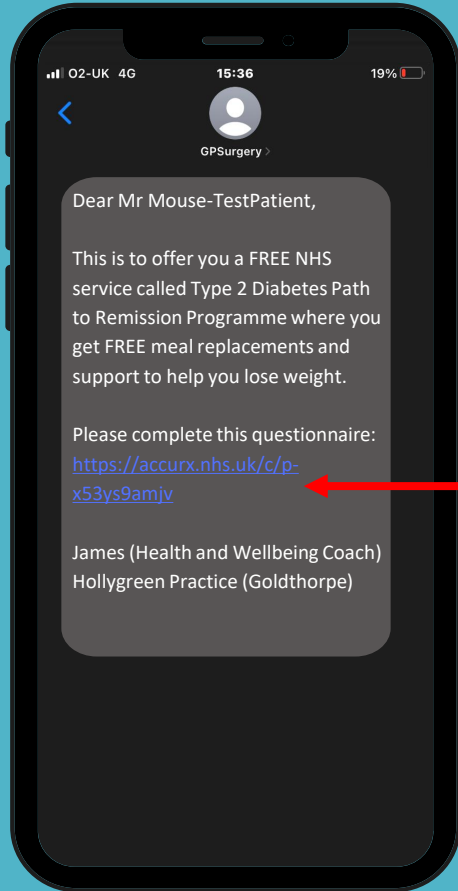 O2-UK 4G 15:36 19%
GPSurgery >
Dear Mr Mouse-TestPatient,
This is to offer you a FREE NHS
service called Type 2 Diabetes Path
to Remission Programme where you
get FREE meal replacements and
support to help you lose weight.
Please complete this questionnaire:
https://accurx.nhs.uk/c/p-
x53ys9amjv
James (Health and Wellbeing Coach)
Hollygreen Practice (Goldthorpe)